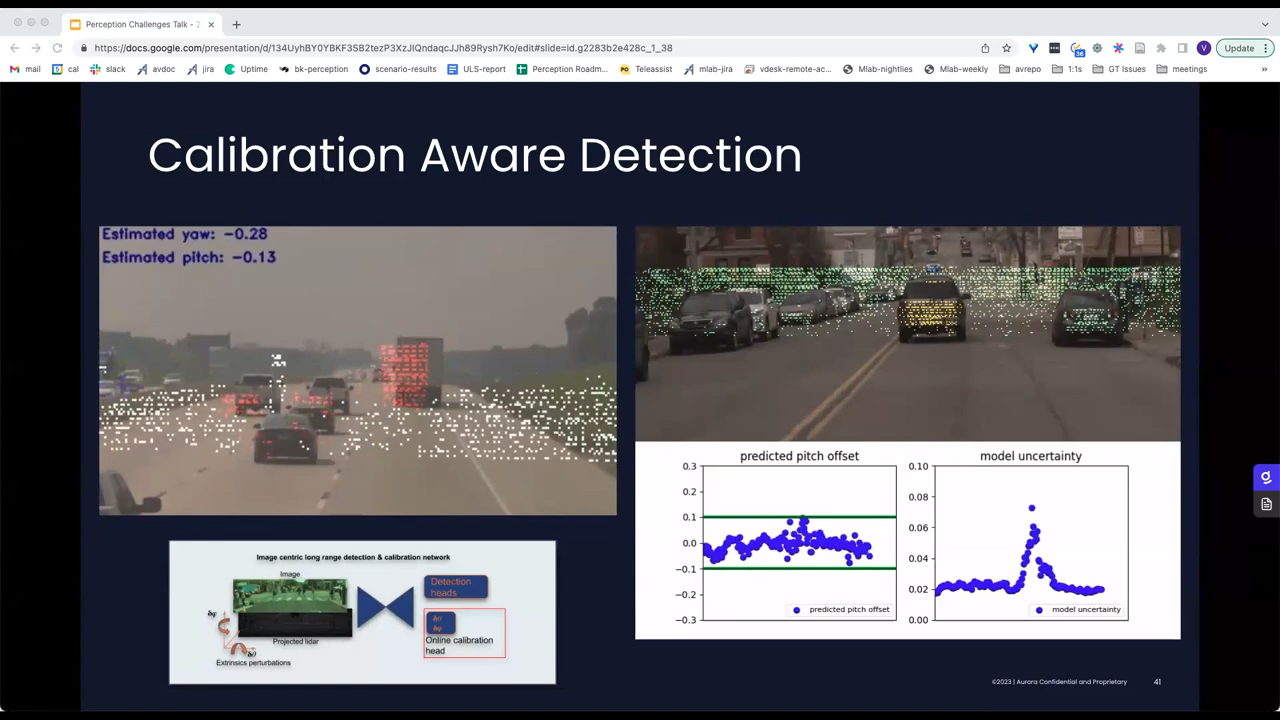 Perception Challenges Talk - 2
https://docs.google.com/presentation/d/134UyhBY0YBKF3SB2tezP3XzJIQndaqcJJh89Rysh7Ko/edit#slide=id.g2283b2e428c_1_38
36
V
Update
mail
cal
slack
avdoc
jira
Uptime
bk-perception
scenario-results
ULS-report
Perception Roadm...
PO
Teleassist
mlab-jira
vdesk-remote-ac...
Mlab-nightlies
Mlab-weekly
avrepo
1:1s
GT Issues
meetings
»
Calibration Aware Detection
Estimated yaw: -0.28
Estimated pitch: -0.13
predicted pitch offset
0.3
0.2
0.1
0.0
-0.1
-0.2
-0.3
predicted pitch offset
model uncertainty
0.10
0.08
0.06
0.04
0.02
0.00
model uncertainty
Image centric long range detection & calibration network
Image
Detection
heads
δψ
δθ
Projected lidar
Extrinsics perturbations
Online calibration
head
©2023 | Aurora Confidential and Proprietary
41